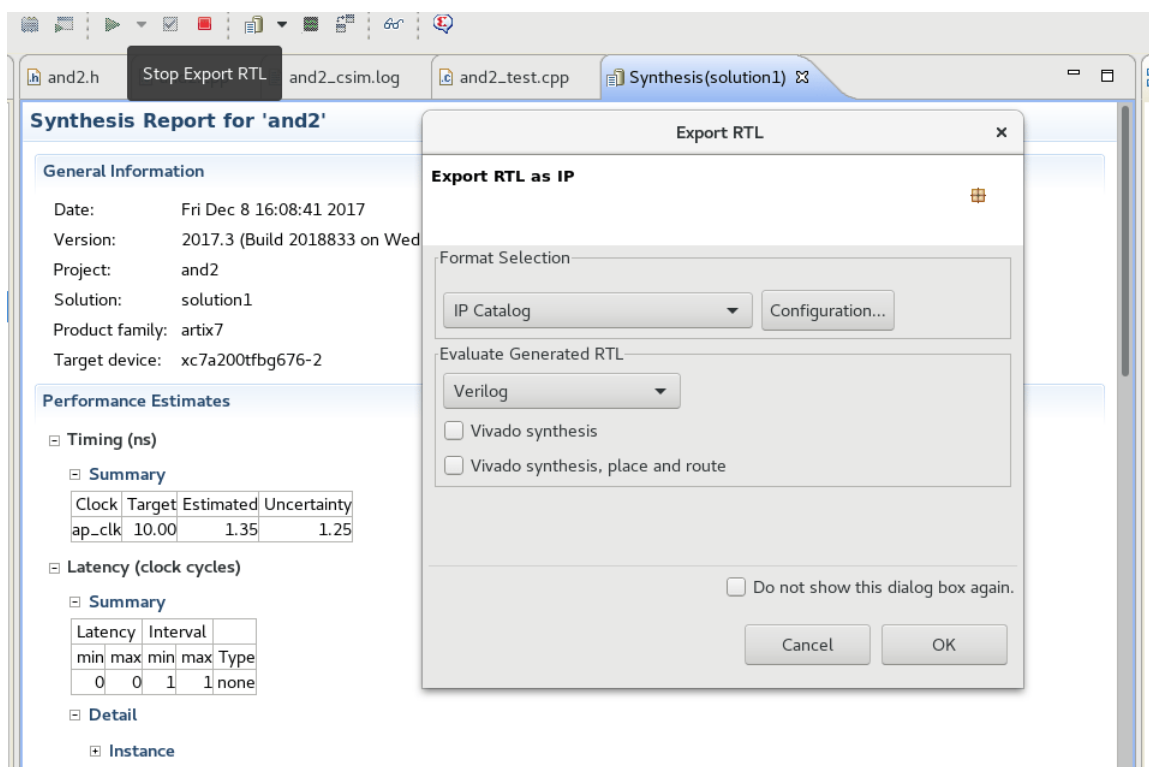 and2.h
Stop Export RTL
and2_csim.log
and2_test.cpp
Synthesis(solution1)
Synthesis Report for 'and2'
General Information
Date: Fri Dec 8 16:08:41 2017
Version: 2017.3 (Build 2018833 on Wed
Project: and2
Solution: solution1
Product family: artix7
Target device: xc7a200tfbg676-2
Performance Estimates
Timing (ns)
Summary
Clock Target Estimated Uncertainty
ap_clk 10.00 1.35 1.25
Latency (clock cycles)
Summary
Latency Interval
min max min max Type
0 0 1 1 none
Detail
Instance
Export RTL
Export RTL as IP
Format Selection
IP Catalog
Configuration...
Evaluate Generated RTL
Verilog
Vivado synthesis
Vivado synthesis, place and route
Do not show this dialog box again.
Cancel
OK